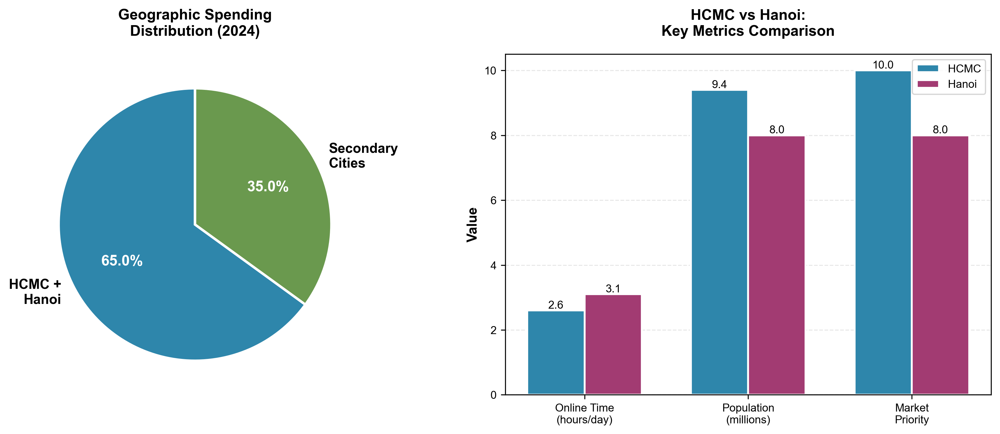 Geographic Spending
Distribution (2024)
Secondary
Cities
35.0%
65.0%
HCMC +
Hanoi
HCMC vs Hanoi:
Key Metrics Comparison
HCMC
Hanoi
Value
10
8
6
4
2
0
2.6
3.1
9.4
8.0
10.0
8.0
Online Time
(hours/day)
Population
(millions)
Market
Priority